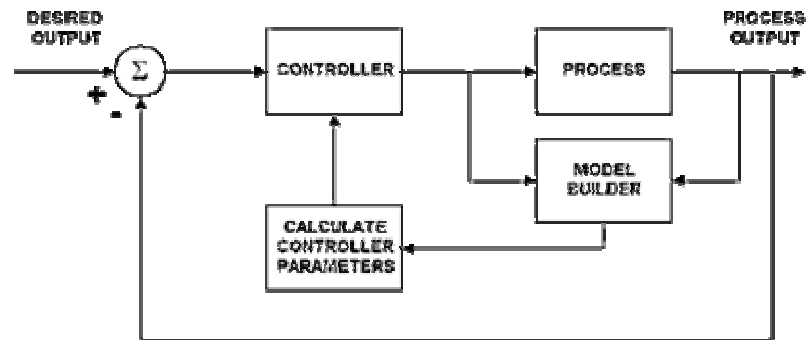 DESIRED
OUTPUT
PROCESS
OUTPUT
Σ
+
-
CONTROLLER
PROCESS
MODEL
BUILDER
CALCULATE
CONTROLLER
PARAMETERS